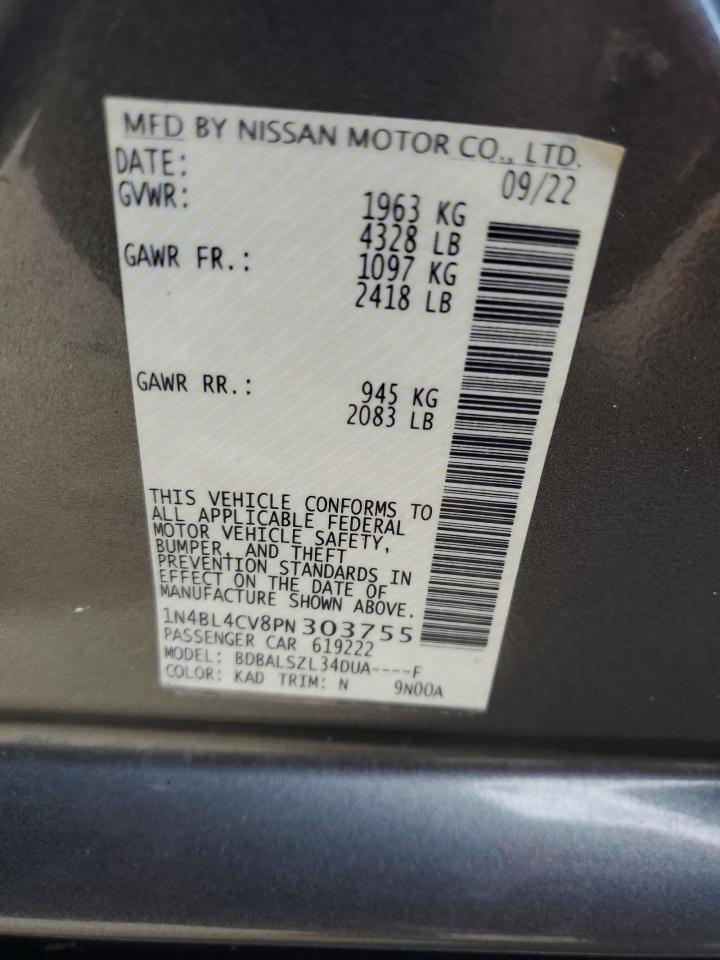 MFD BY NISSAN MOTOR CO., LTD.
DATE: 09/22
GVWR: 1963 KG
4328 LB
GAWR FR.: 1097 KG
2418 LB
GAWR RR.: 945 KG
2083 LB
THIS VEHICLE CONFORMS TO
ALL APPLICABLE FEDERAL
MOTOR VEHICLE SAFETY,
BUMPER, AND THEFT
PREVENTION STANDARDS IN
EFFECT ON THE DATE OF
MANUFACTURE SHOWN ABOVE.
1N4BL4CV8PN303755
PASSENGER CAR 619222
MODEL: BDBALSZL34DUA----F
COLOR: KAD TRIM: N 9N00A